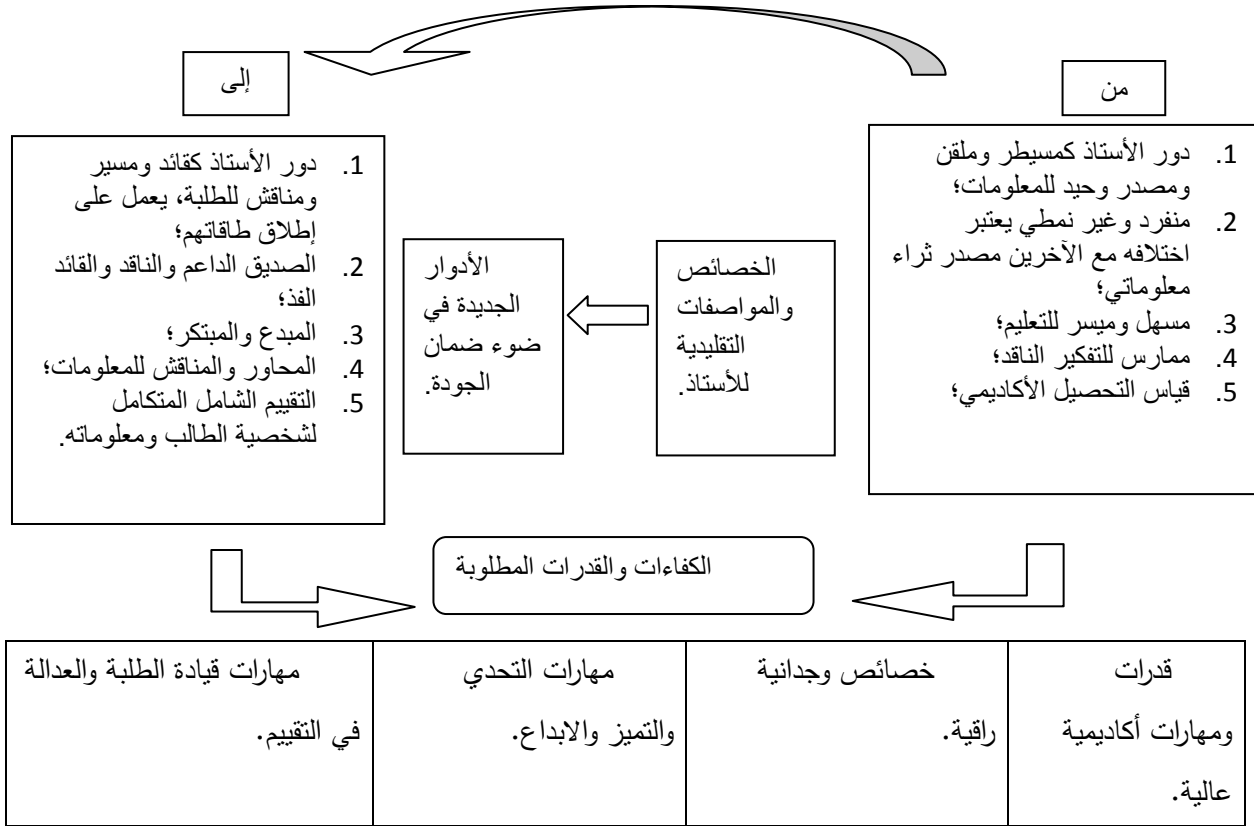 من
إلى
1. دور الأستاذ كمسيطر وملقن
ومصدر وحيد للمعلومات؛
2. منفرد وغير نمطي يعتبر
اختلافه مع الآخرين مصدر ثراء
معلوماتي؛
3. مسهل وميسر للتعليم؛
4. ممارس للتفكير الناقد؛
5. قياس التحصيل الأكاديمي؛
الخصائص
والمواصفات
التقليدية
للأستاذ.
الأدوار
الجديدة في
ضوء ضمان
الجودة.
1. دور الأستاذ كقائد ومسير
ومناقش للطلبة، يعمل على
إطلاق طاقاتهم؛
2. الصديق الداعم والناقد والقائد
الفذ؛
3. المبدع والمبتكر؛
4. المحاور والمناقش للمعلومات؛
5. التقييم الشامل المتكامل
لشخصية الطالب ومعلوماته.
الكفاءات والقدرات المطلوبة
قدرات
ومهارات أكاديمية
عالية.
خصائص وجدانية
راقية.
مهارات التحدي
والتميز والابداع.
مهارات قيادة الطلبة والعدالة
في التقييم.